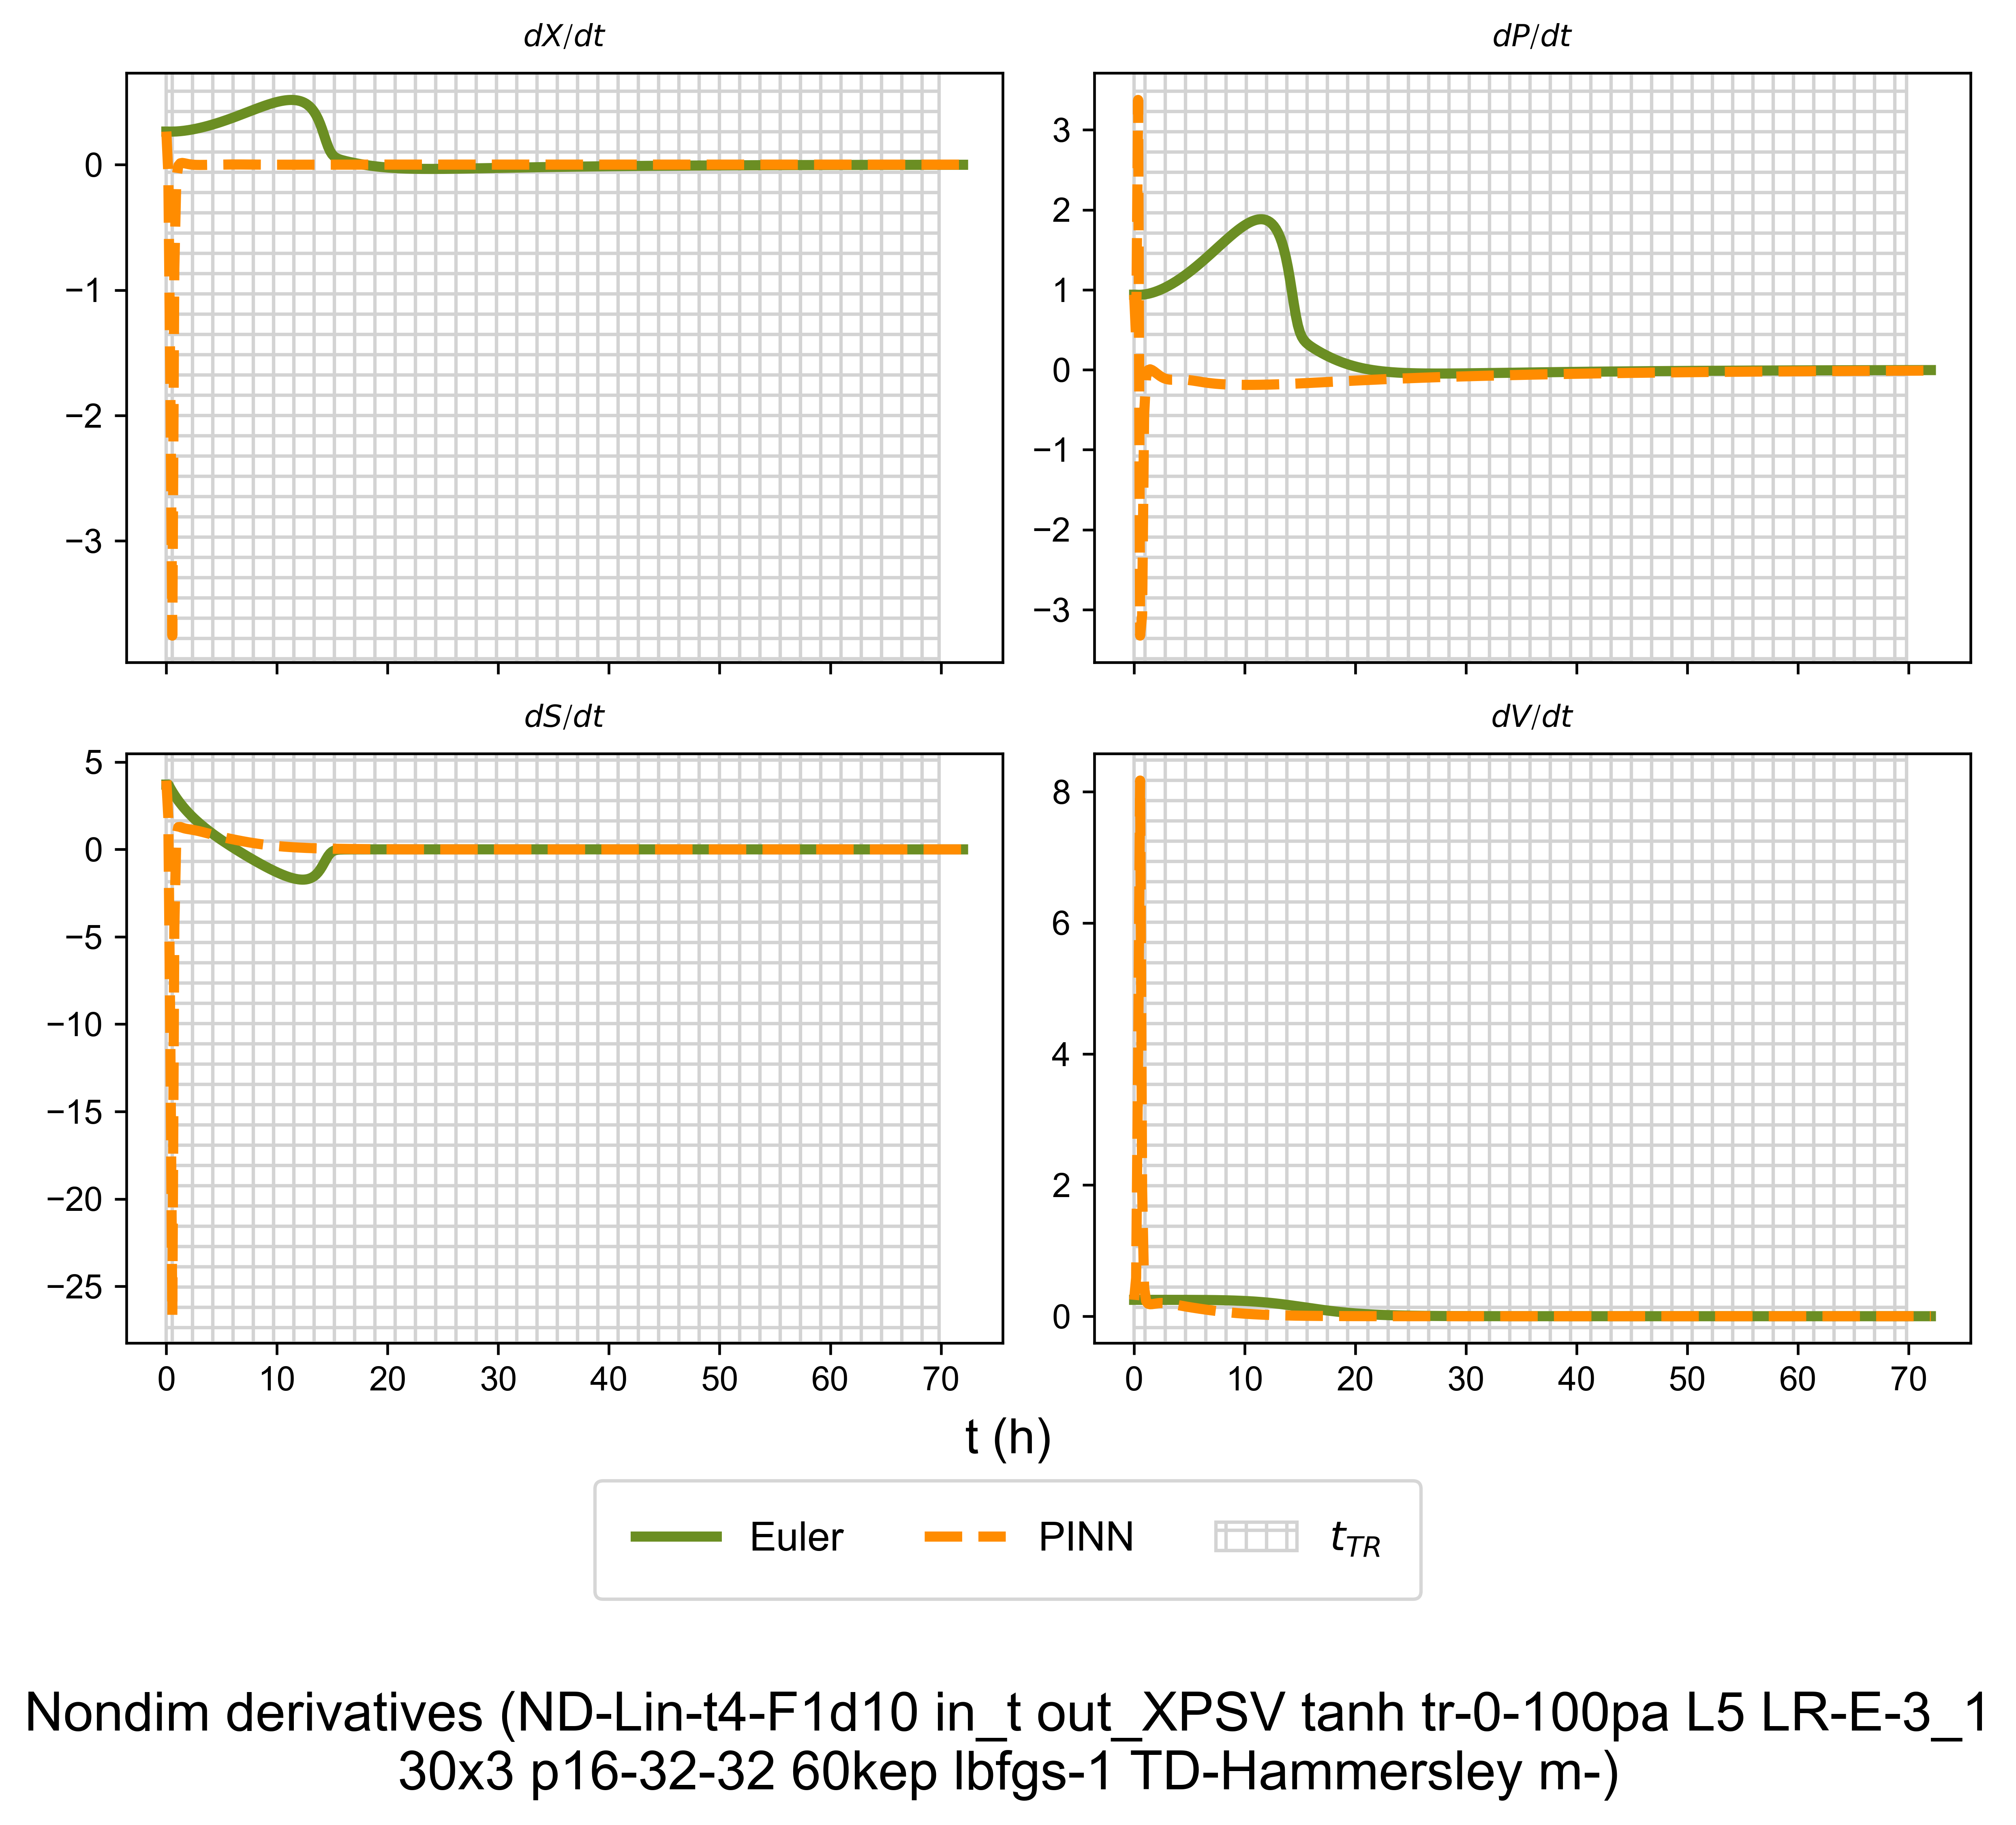 dX/dt
dP/dt
0
−1
−2
−3
3
2
1
0
−1
−2
−3
dS/dt
dV/dt
5
0
−5
−10
−15
−20
−25
8
6
4
2
0
0 10 20 30 40 50 60 70
0 10 20 30 40 50 60 70
t (h)
Euler PINN t_TR
Nondim derivatives (ND-Lin-t4-F1d10 in_t out_XPSV tanh tr-0-100pa L5 LR-E-3_1
30x3 p16-32-32 60kep lbfgs-1 TD-Hammersley m-)